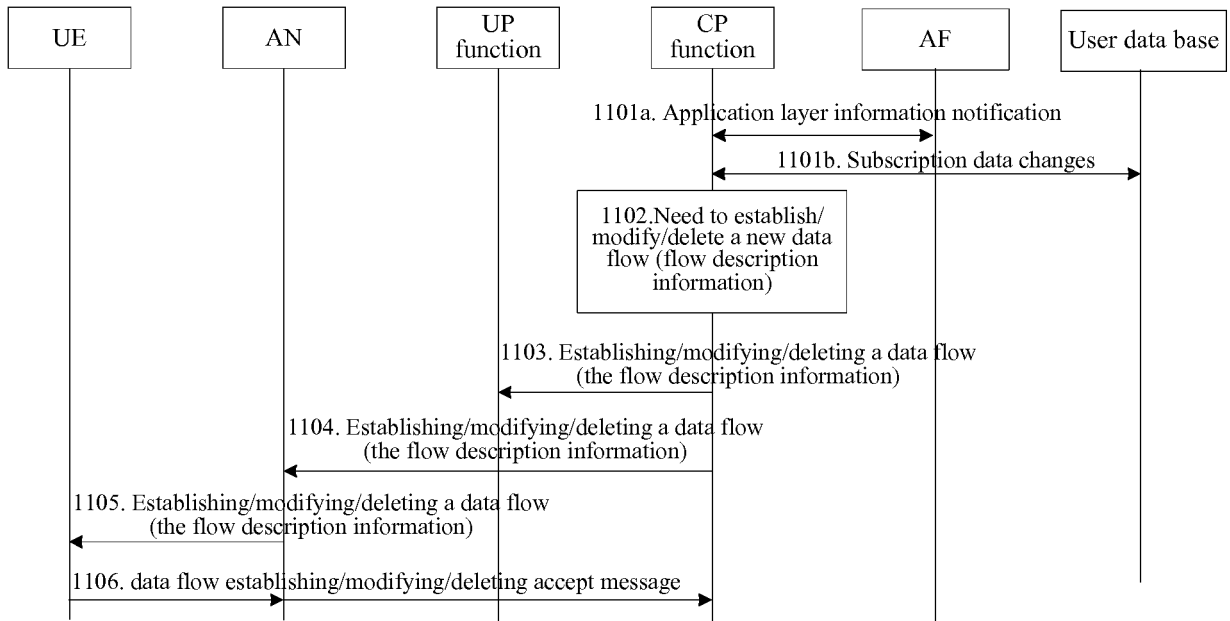 UE
AN
UP
function
CP
function
AF
User data base
1101a. Application layer information notification
1101b. Subscription data changes
1102.Need to establish/
modify/delete a new data
flow (flow description
information)
1103. Establishing/modifying/deleting a data flow
(the flow description information)
1104. Establishing/modifying/deleting a data flow
(the flow description information)
1105. Establishing/modifying/deleting a data flow
(the flow description information)
1106. data flow establishing/modifying/deleting accept message